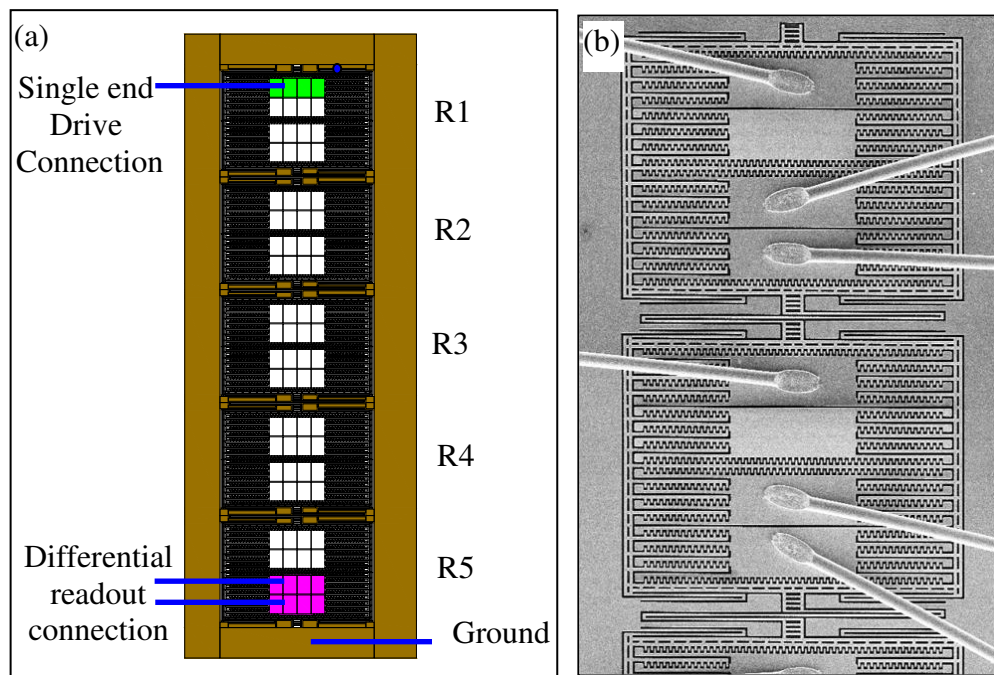 (a)
Single end
Drive
Connection
R1
R2
R3
R4
R5
Differential
readout
connection
Ground
(b)